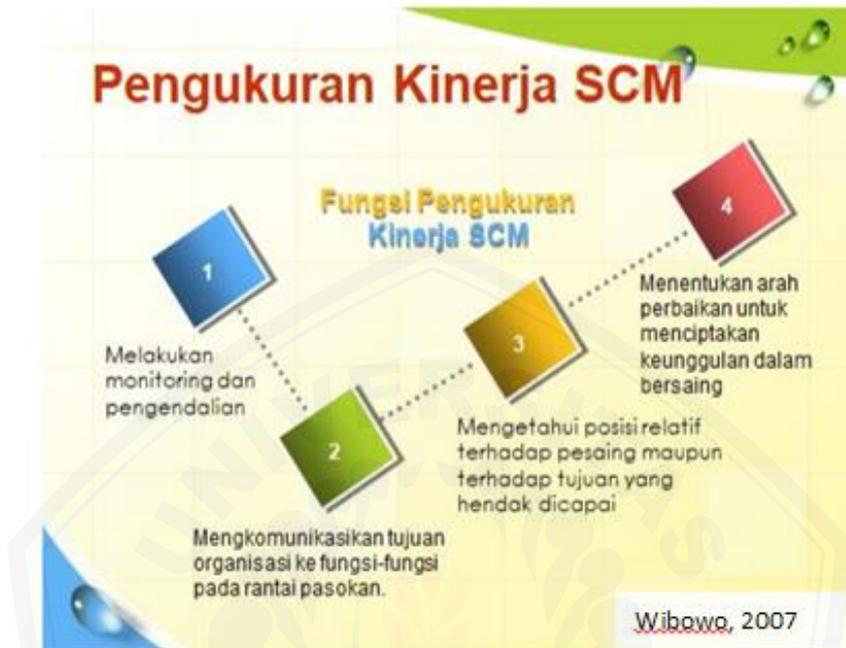 Pengukuran Kinerja SCM
Fungsi Pengukuran
Kinerja SCM
1
Melakukan
monitoring dan
pengendalian
2
Mengkomunikasikan tujuan
organisasi ke fungsi-fungsi
pada rantai pasokan.
3
Mengetahui posisi relatif
terhadap pesaing maupun
terhadap tujuan yang
hendak dicapai
4
Menentukan arah
perbaikan untuk
menciptakan
keunggulan dalam
bersaing
UNIVERSITAS
Wibowo, 2007